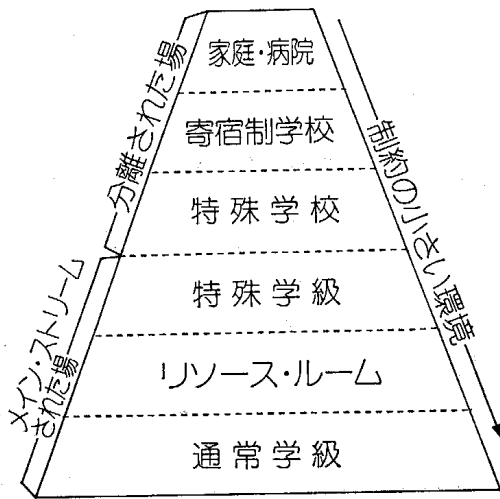 家庭・病院
寄宿制学校
特殊学校
特殊学級
リソース・ルーム
通常学級
分離された場
メイン・ストリーム
された場
制約の小さい環境